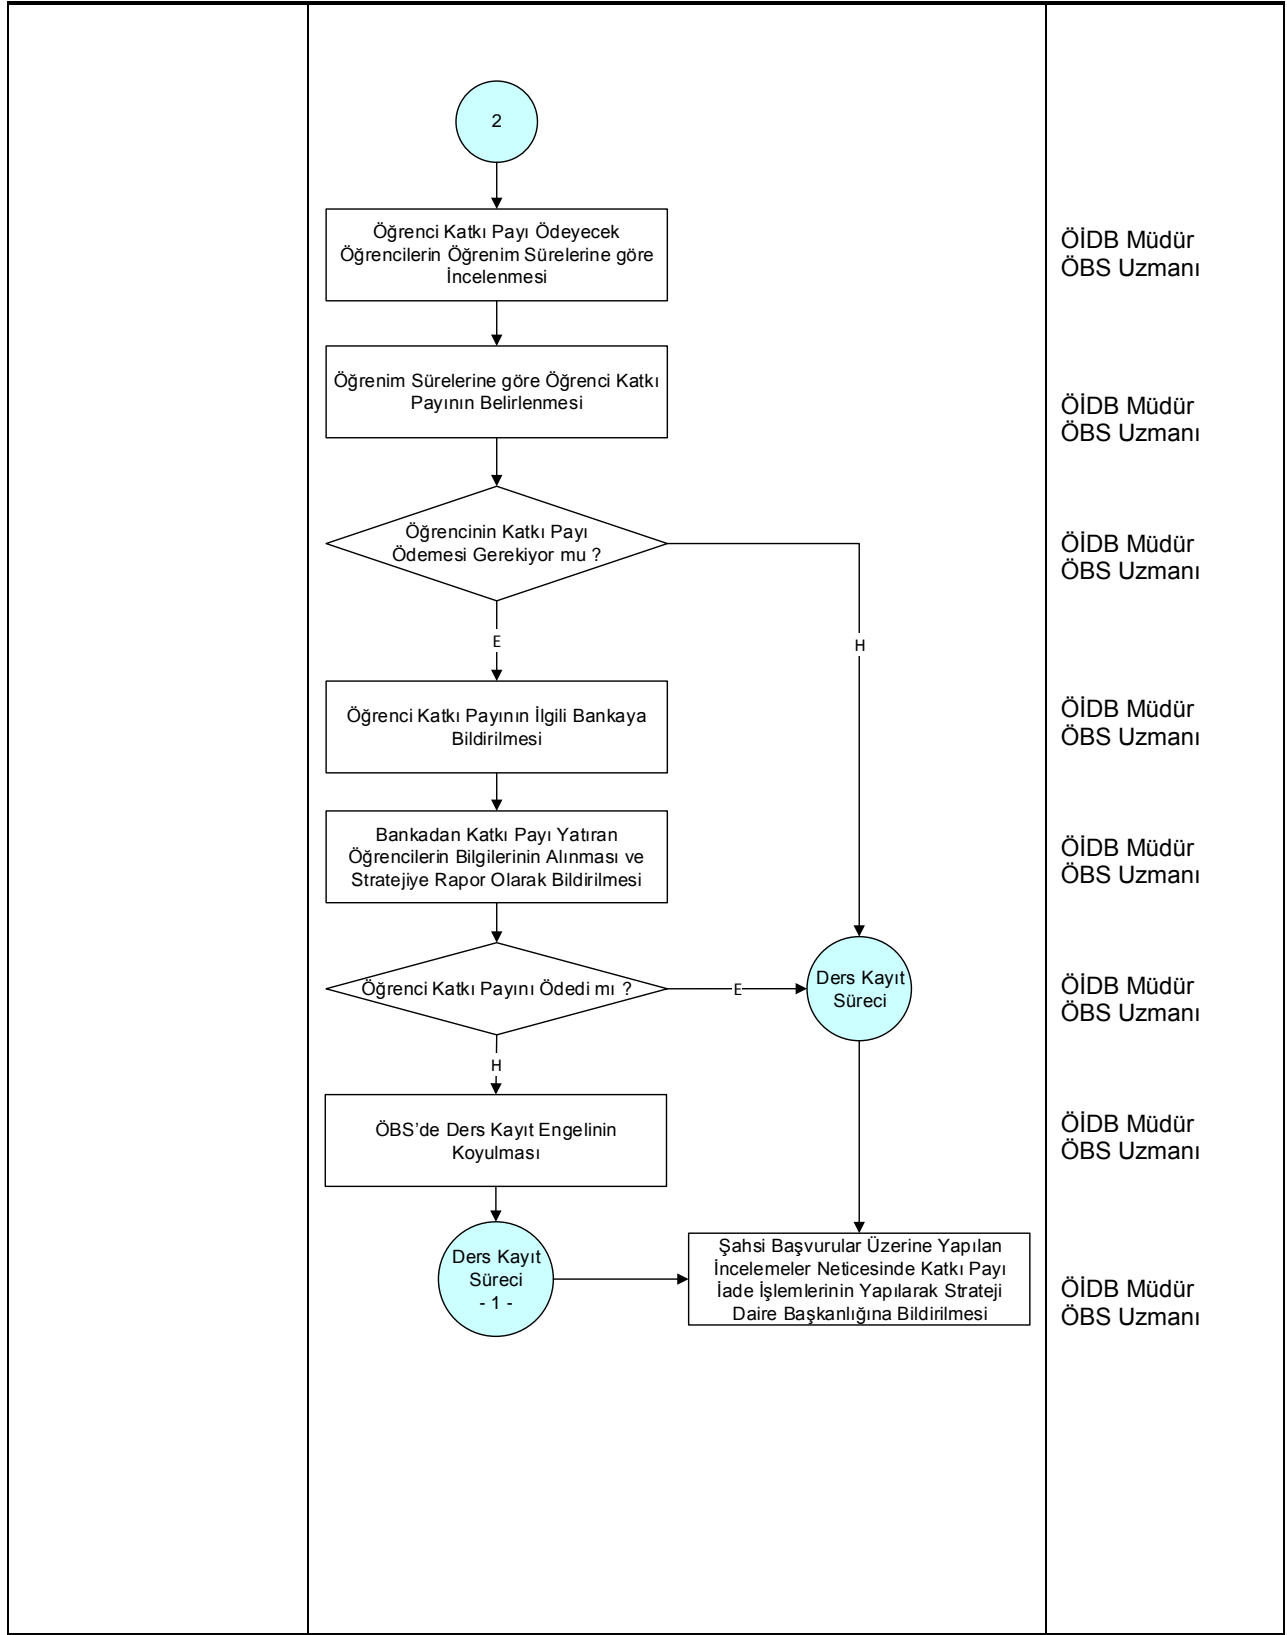 2
Öğrenci Katkı Payı Ödeyecek
Öğrencilerin Öğrenim Sürelerine göre
İncelenmesi
ÖİDB Müdür
ÖBS Uzmanı
Öğrenim Sürelerine göre Öğrenci Katkı
Payının Belirlenmesi
ÖİDB Müdür
ÖBS Uzmanı
Öğrencinin Katkı Payı
Ödemesi Gerekiyor mu ?
ÖİDB Müdür
ÖBS Uzmanı
E
H
Öğrenci Katkı Payının İlgili Bankaya
Bildirilmesi
ÖİDB Müdür
ÖBS Uzmanı
Bankadan Katkı Payı Yatıran
Öğrencilerin Bilgilerinin Alınması ve
Stratejiye Rapor Olarak Bildirilmesi
ÖİDB Müdür
ÖBS Uzmanı
Öğrenci Katkı Payını Ödedi mı ?
E
Ders Kayıt
Süreci
ÖİDB Müdür
ÖBS Uzmanı
H
ÖBS’de Ders Kayıt Engelinin
Koyulması
ÖİDB Müdür
ÖBS Uzmanı
Ders Kayıt
Süreci
- 1 -
Şahsi Başvurular Üzerine Yapılan
İncelemeler Neticesinde Katkı Payı
İade İşlemlerinin Yapılarak Strateji
Daire Başkanlığına Bildirilmesi
ÖİDB Müdür
ÖBS Uzmanı